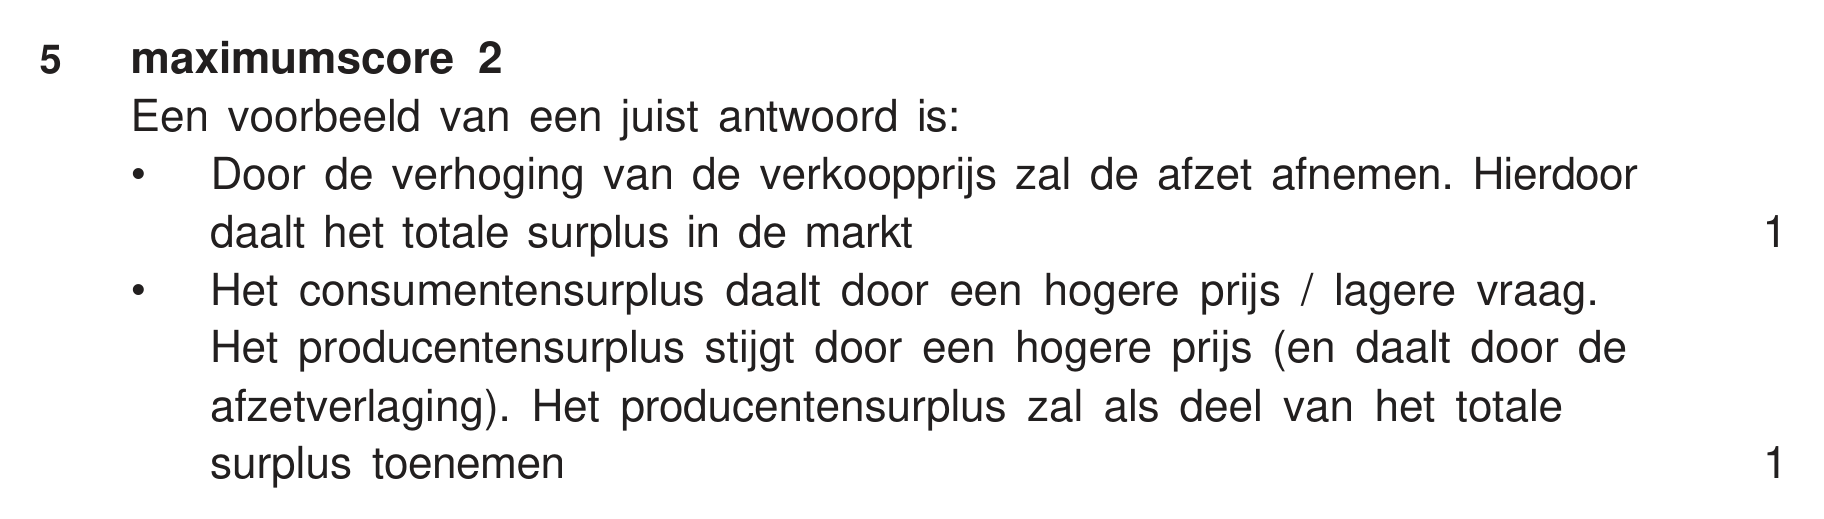 5 maximumscore 2
Een voorbeeld van een juist antwoord is:
• Door de verhoging van de verkoopprijs zal de afzet afnemen. Hierdoor
daalt het totale surplus in de markt 1
• Het consumentensurplus daalt door een hogere prijs / lagere vraag.
Het producentensurplus stijgt door een hogere prijs (en daalt door de
afzetverlaging). Het producentensurplus zal als deel van het totale
surplus toenemen 1